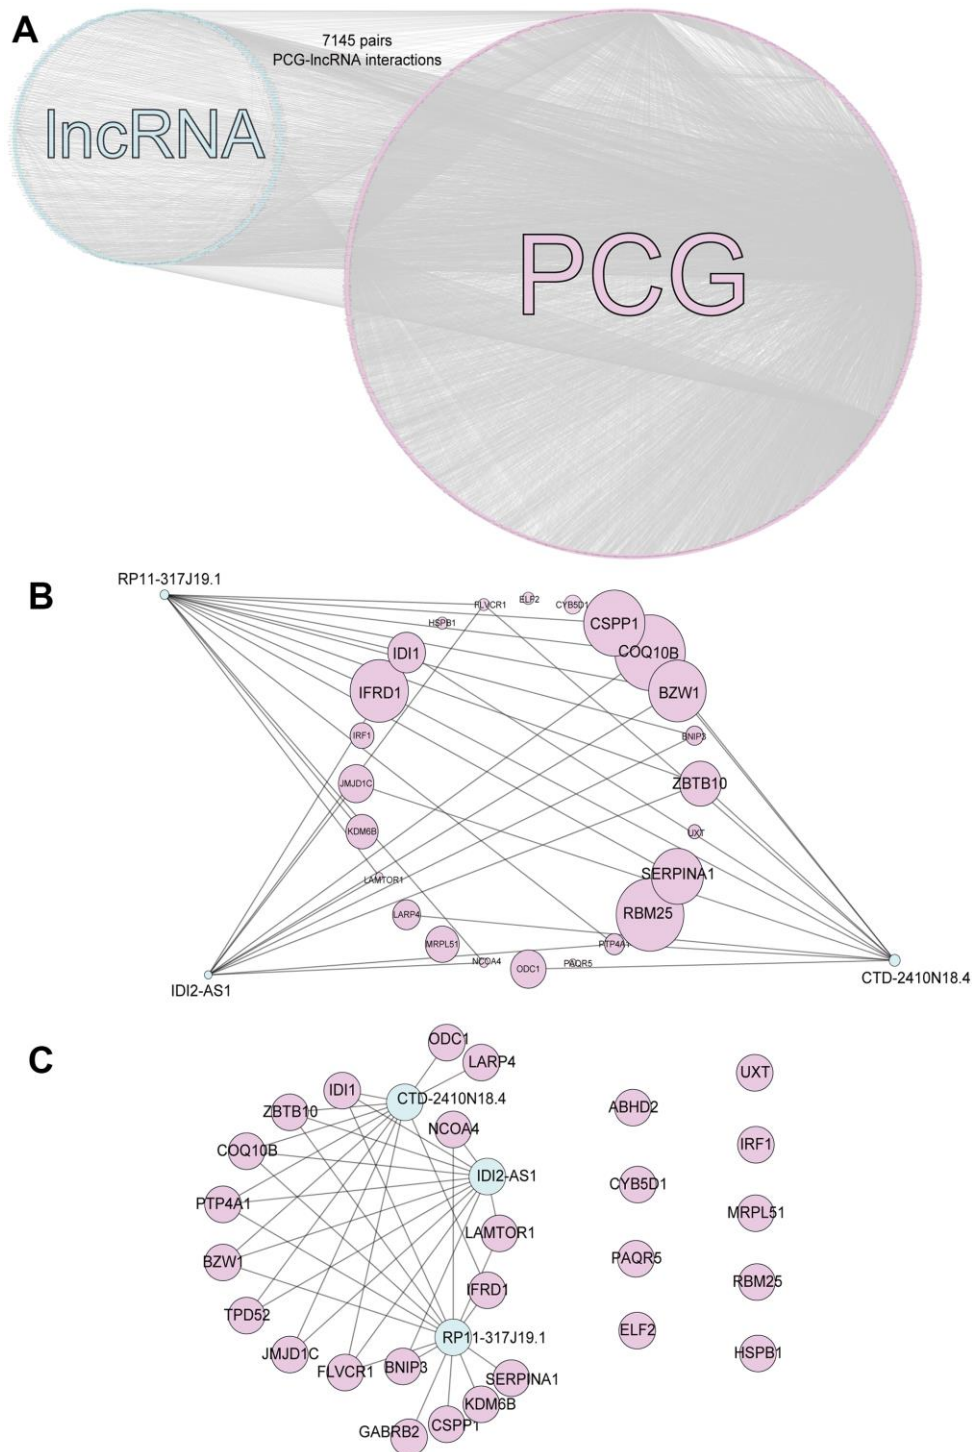 A
7145 pairs
PCG-lncRNA interactions
lncRNA
PCG
B
RP11-317J19.1
FLVCR1
ELF2
CYB5D1
HSPB1
CSPP1
IDI1
COQ10B
IFRD1
BZW1
IRF1
BNIP3
JMJD1C
ZBTB10
KDM6B
UXT
LAMTOR1
SERPINA1
LARP4
RBM25
MRPL51
PTP4A1
NCOA4
ODC1
PAQR5
IDI2-AS1
CTD-2410N18.4
C
ODC1
LARP4
IDI1
CTD-2410N18.4
ZBTB10
NCOA4
COQ10B
IDI2-AS1
PTP4A1
LAMTOR1
BZW1
IFRD1
TPD52
RP11-317J19.1
JMJD1C
FLVCR1
BNIP3
SERPINA1
KDM6B
CSPP1
GABRB2
ABHD2
CYB5D1
PAQR5
ELF2
UXT
IRF1
MRPL51
RBM25
HSPB1